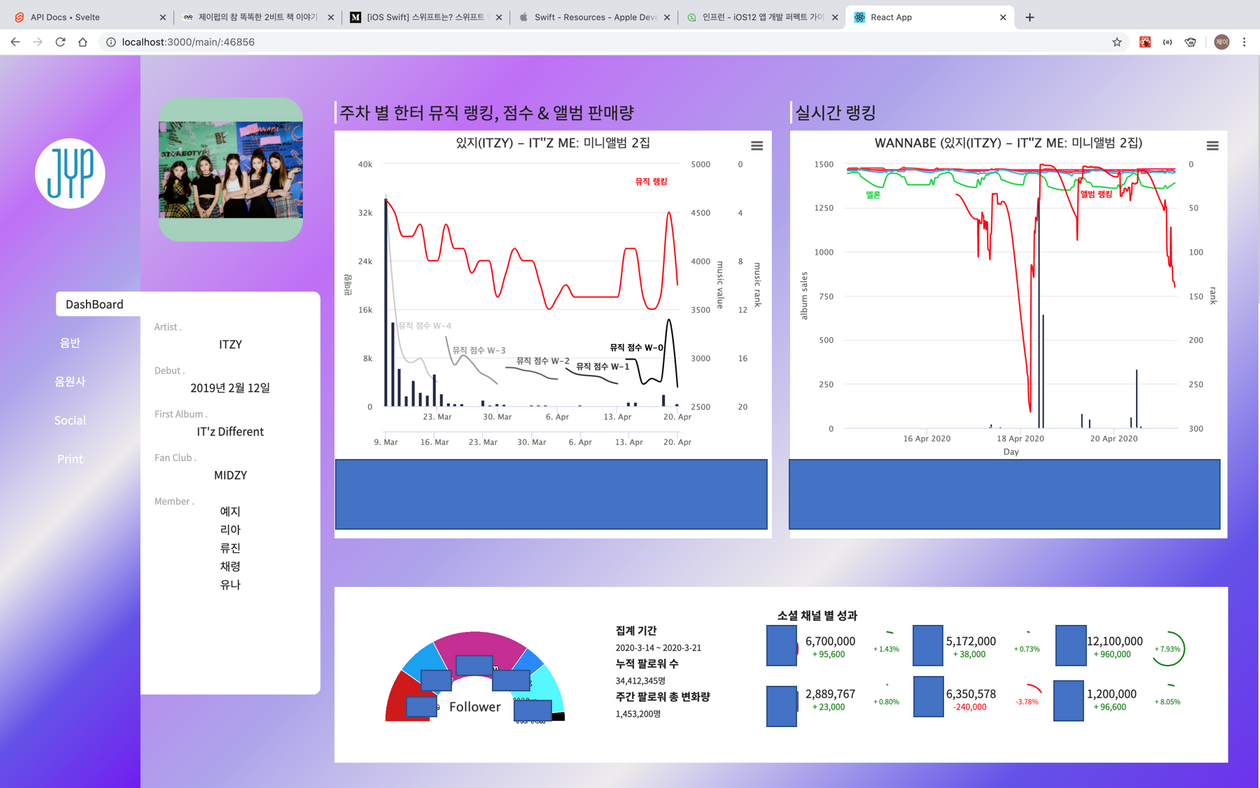 API Docs • Svelte
제이펍의 참 똑똑한 2비트 책 이야기
[iOS Swift] 스위프트는? 스위프트
Swift - Resources - Apple Deve
인프런 - iOS12 앱 개발 퍼펙트 가이
React App
localhost:3000/main/:46856
제이
JYP
DashBoard
음반
음원사
Social
Print
Artist .
ITZY
Debut .
2019년 2월 12일
First Album .
IT'z Different
Fan Club .
MIDZY
Member .
예지
리아
류진
채령
유나
주차 별 한터 뮤직 랭킹, 점수 & 앨범 판매량
있지(ITZY) – IT"Z ME: 미니앨범 2집
40k
32k
24k
16k
8k
0
판매량
5000
4500
4000
3500
3000
2500
music value
0
4
8
12
16
20
music rank
뮤직 랭킹
뮤직 점수 W-4
뮤직 점수 W-3
뮤직 점수 W-2
뮤직 점수 W-1
뮤직 점수 W-0
23. Mar 30. Mar 6. Apr 13. Apr 20. Apr
9. Mar 16. Mar 23. Mar 30. Mar 6. Apr 13. Apr 20. Apr
실시간 랭킹
WANNABE (있지(ITZY) – IT"Z ME: 미니앨범 2집)
1500
1250
1000
750
500
250
0
album sales
0
50
100
150
200
250
300
rank
멜론
앨범 랭킹
16 Apr 2020 18 Apr 2020 20 Apr 2020
Day
Follower
집계 기간
2020-3-14 ~ 2020-3-21
누적 팔로워 수
34,412,345명
주간 팔로워 총 변화량
1,453,200명
소셜 채널 별 성과
6,700,000
+ 95,600
+ 1.43%
5,172,000
+ 38,000
+ 0.73%
12,100,000
+ 960,000
+ 7.93%
2,889,767
+ 23,000
+ 0.80%
6,350,578
-240,000
-3.78%
1,200,000
+ 96,600
+ 8.05%